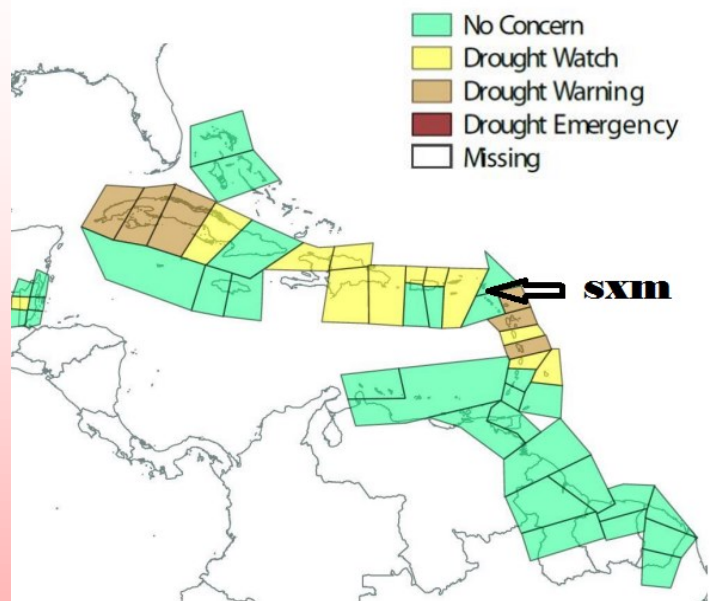 No Concern
Drought Watch
Drought Warning
Drought Emergency
Missing
sxm